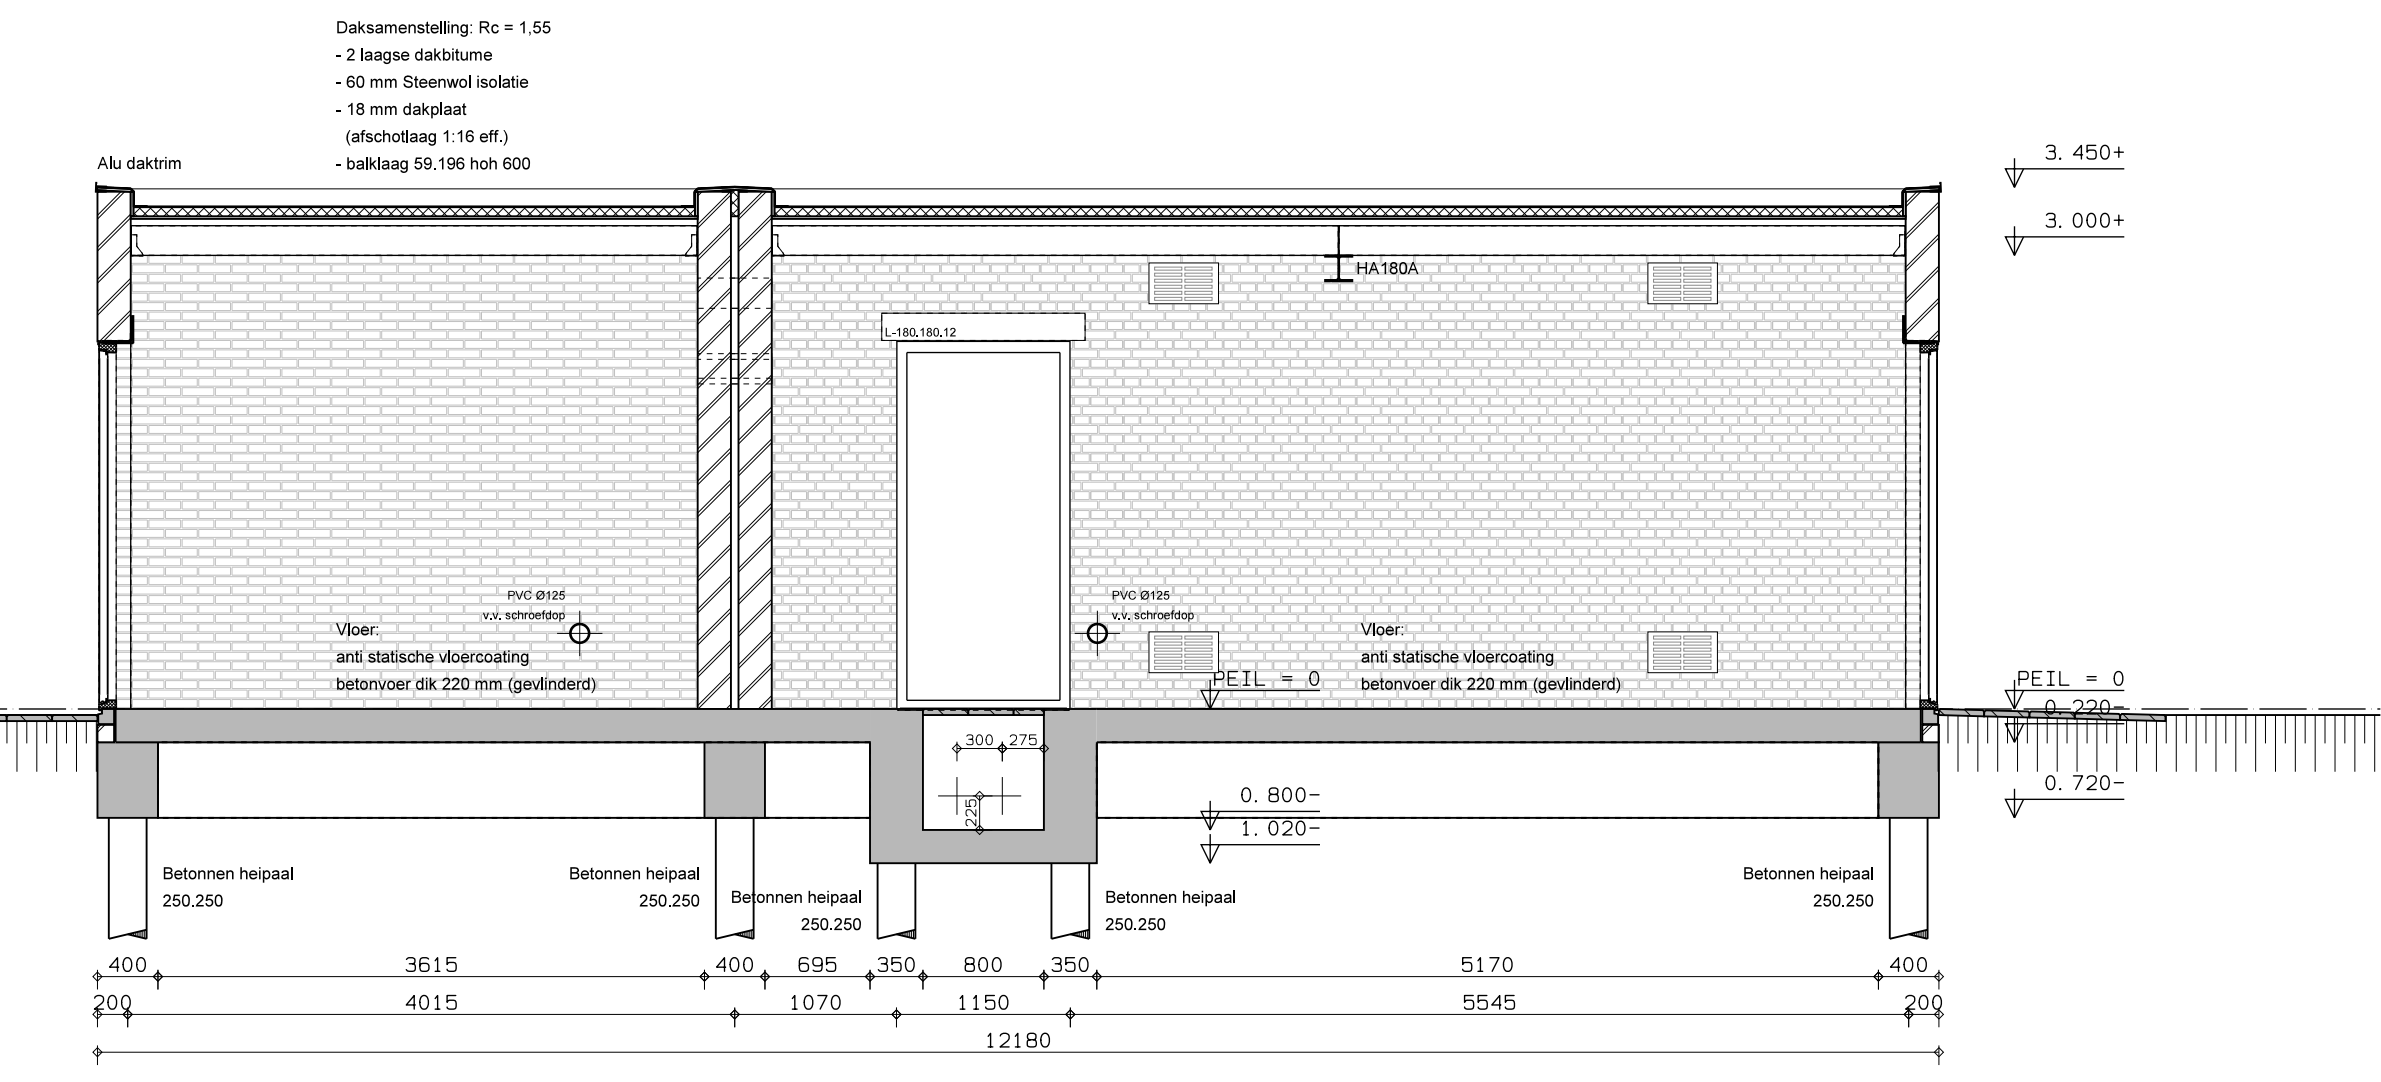 Daksamenstelling: Rc = 1,55
- 2 laagse dakbitume
- 60 mm Steenwol isolatie
- 18 mm dakplaat
(afschotlaag 1:16 eff.)
- balklaag 59.196 hoh 600
Alu daktrim
3. 450+
3. 000+
HA180A
L-180.180.12
PVC Ø125
v.v. schroefdop
PVC Ø125
v.v. schroefdop
Vloer:
anti statische vloercoating
betonvoer dik 220 mm (gevlinderd)
Vloer:
anti statische vloercoating
betonvoer dik 220 mm (gevlinderd)
PEIL = 0
PEIL = 0
0. 220-
300
275
225
0. 800-
1. 020-
0. 720-
Betonnen heipaal
250.250
Betonnen heipaal
250.250
Betonnen heipaal
250.250
Betonnen heipaal
250.250
Betonnen heipaal
250.250
400 3615 400 695 350 800 350 5170 400
200 4015 1070 1150 5545 200
12180